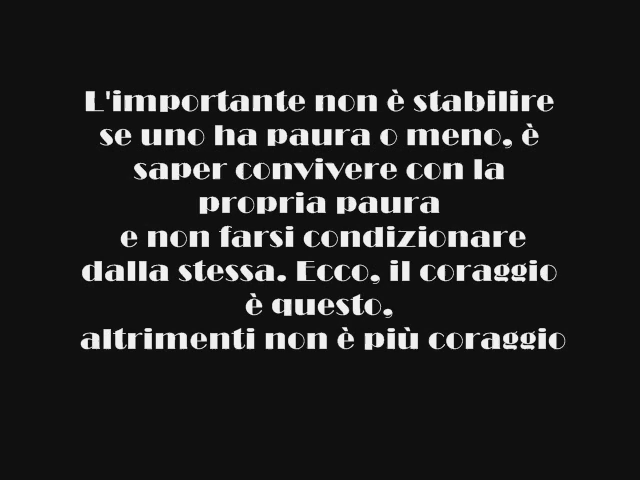 L'importante non è stabilire
se uno ha paura o meno, è
saper convivere con la
propria paura
e non farsi condizionare
dalla stessa. Ecco, il coraggio
è questo,
altrimenti non è più coraggio